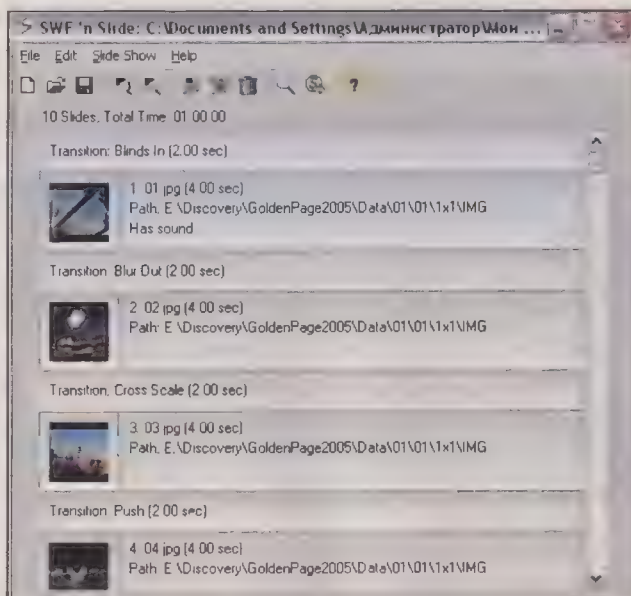 SWF 'n Slide: C:\Documents and Settings\Администратор\Мои ...
File Edit Slide Show Help
10 Slides, Total Time: 01 00 00
Transition: Blinds In (2.00 sec)
1 01 jpg (4 00 sec)
Path. E \Discovery\GoldenPage2005\Data\01\01\1x1\IMG
Has sound
Transition Blur Out (2 00 sec)
2 02 jpg (4 00 sec)
Path: E \Discovery\GoldenPage2005\Data\01\01\1x1\IMG
Transition. Cross Scale (2 00 sec)
3 03 jpg (4 00 sec)
Path. E.\Discovery\GoldenPage2005\Data\01\01\1x1\IMG
Transition Push (2 00 sec)
4 04 jpg (4 00 sec)
Path E \Discovery\GoldenPage2005\Data\01\01\1x1\IMG